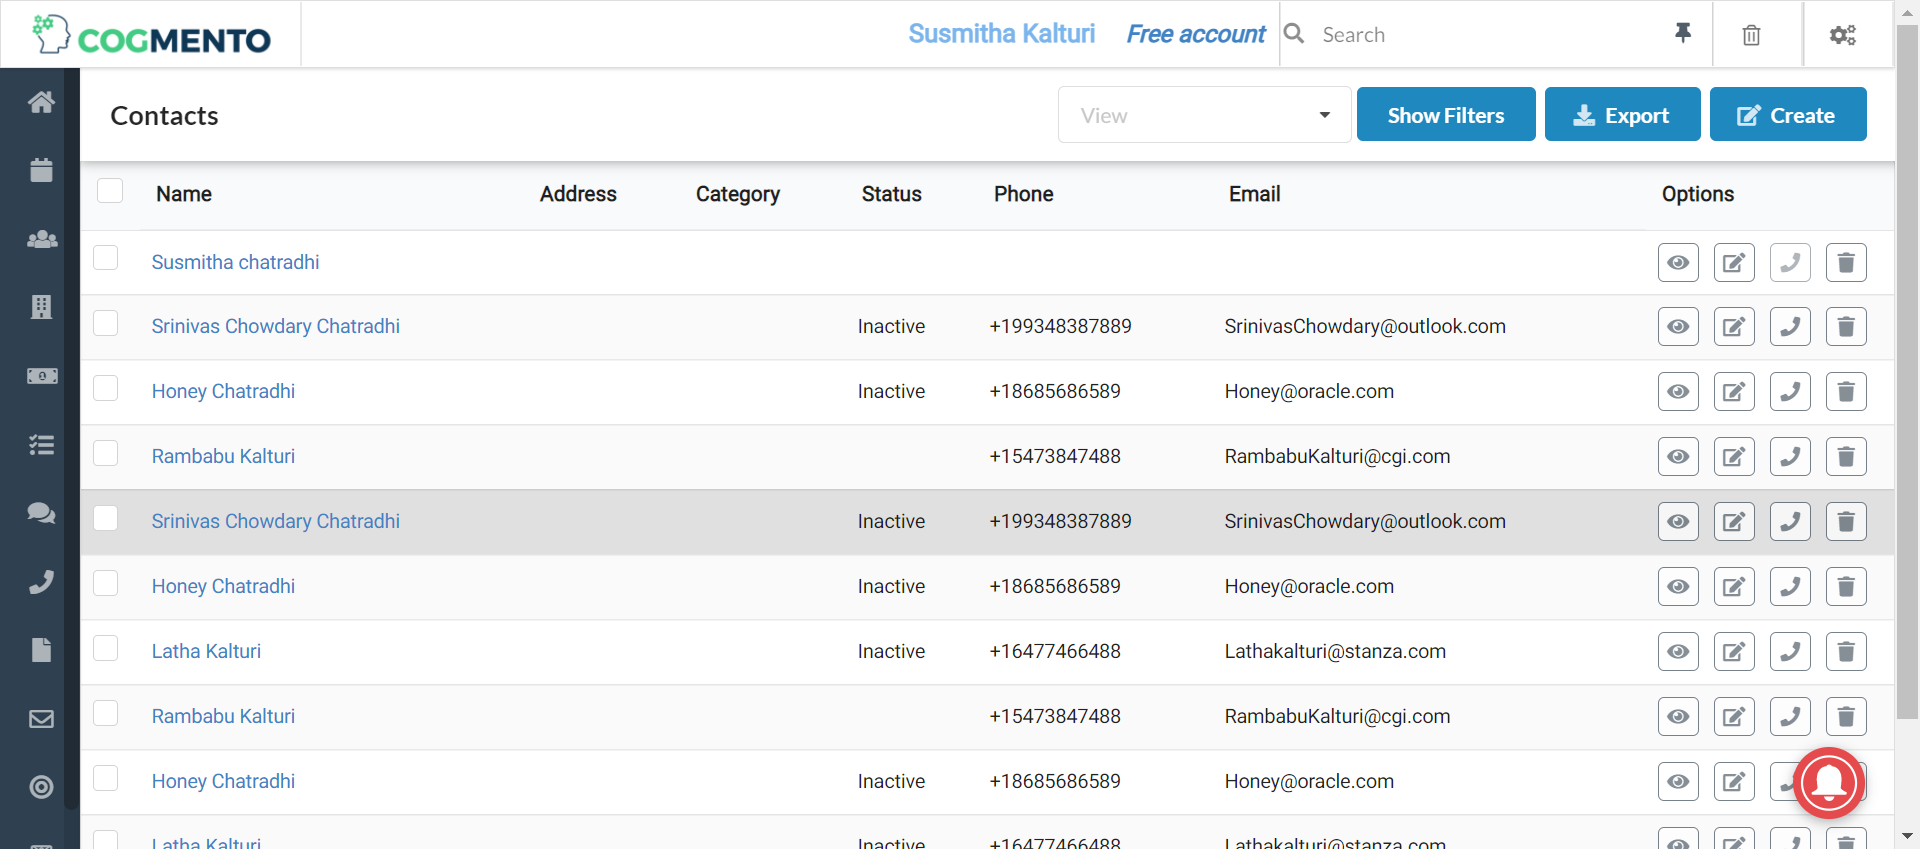 COGMENTO Susmitha Kalturi Free account Search
Contacts View Show Filters Export Create
Name Address Category Status Phone Email Options
Susmitha chatradhi
Srinivas Chowdary Chatradhi Inactive +199348387889 SrinivasChowdary@outlook.com
Honey Chatradhi Inactive +18685686589 Honey@oracle.com
Rambabu Kalturi +15473847488 RambabuKalturi@cgi.com
Srinivas Chowdary Chatradhi Inactive +199348387889 SrinivasChowdary@outlook.com
Honey Chatradhi Inactive +18685686589 Honey@oracle.com
Latha Kalturi Inactive +16477466488 Lathakalturi@stanza.com
Rambabu Kalturi +15473847488 RambabuKalturi@cgi.com
Honey Chatradhi Inactive +18685686589 Honey@oracle.com
Latha Kalturi Inactive +16477466488 Lathakalturi@stanza.com